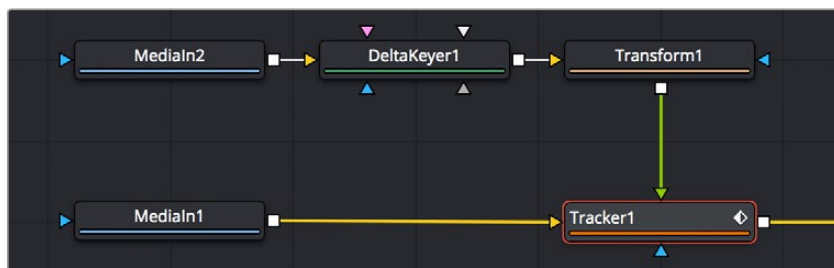 MediaIn2
DeltaKeyer1
Transform1
MediaIn1
Tracker1